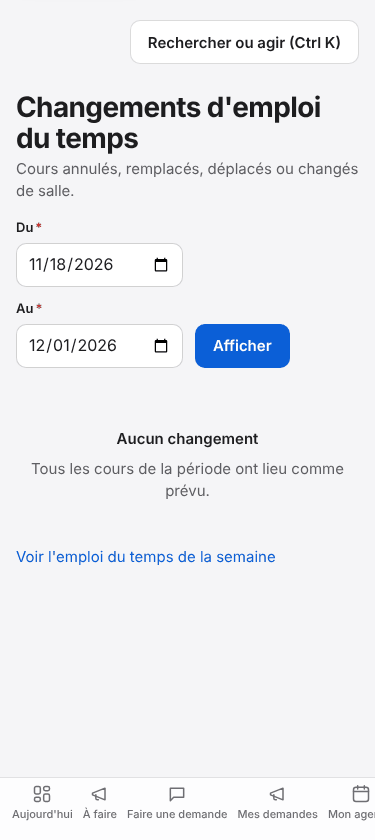 Rechercher ou agir (Ctrl K)
Changements d'emploi
du temps
Cours annulés, remplacés, déplacés ou changés
de salle.
Du *
11/18/2026
Au *
12/01/2026
Afficher
Aucun changement
Tous les cours de la période ont lieu comme
prévu.
Voir l'emploi du temps de la semaine
Aujourd'hui
À faire
Faire une demande
Mes demandes
Mon age